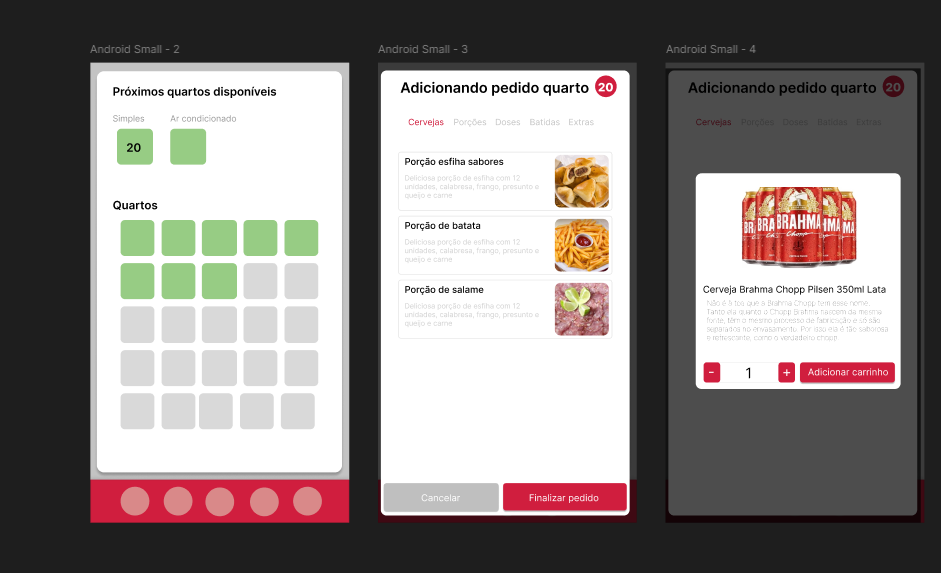 Android Small - 2
Próximos quartos disponíveis
Simples
Ar condicionado
20
Quartos
Android Small - 3
Adicionando pedido quarto 20
Cervejas Porções Doses Batidas Extras
Porção esfiha sabores
Deliciosa porção de esfiha com 12
unidades, calabresa, frango, presunto e
queijo e carne
Porção de batata
Deliciosa porção de esfiha com 12
unidades, calabresa, frango, presunto e
queijo e carne
Porção de salame
Deliciosa porção de esfiha com 12
unidades, calabresa, frango, presunto e
queijo e carne
Cancelar
Finalizar pedido
Android Small - 4
Adicionando pedido quarto 20
Cervejas Porções Doses Batidas Extras
BRAHMA
Chopp
Cerveja Brahma Chopp Pilsen 350ml Lata
Não é à tos que a Brahma Chopp tem esse nome.
Tanto ela quanto o Chopp Brahma nascem da mesma
fonte, têm o mesmo processo de fabricação e só são
separados no envasamento. Por isso ela é tão saborosa
e refrescante, como o verdadeiro chopp
- 1 + Adicionar carrinho